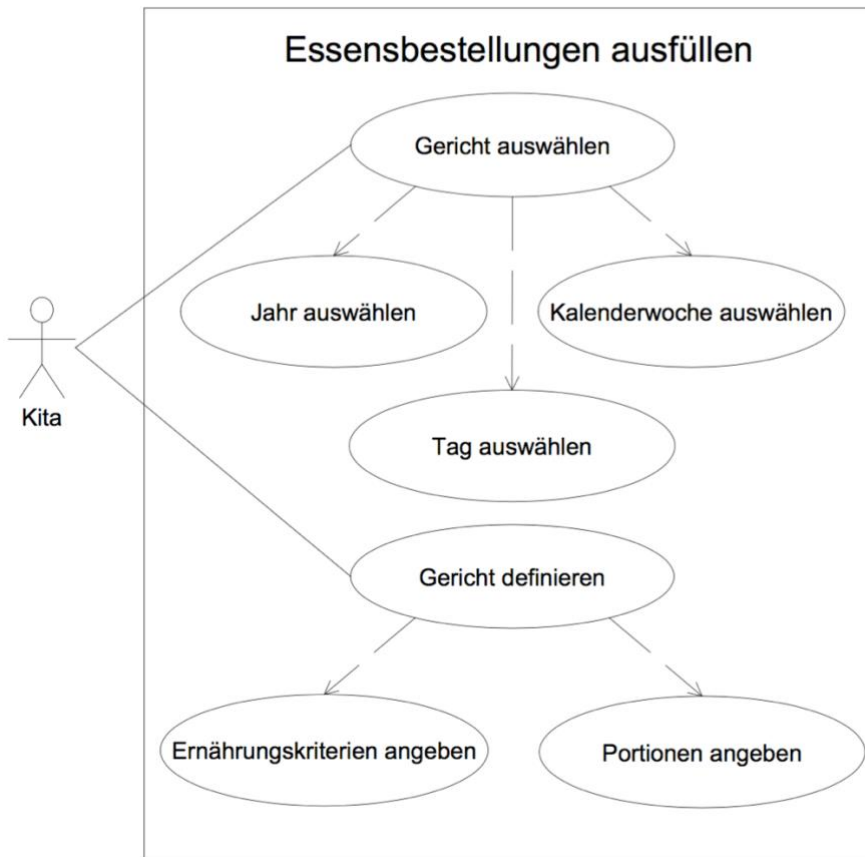 Essensbestellungen ausfüllen
Gericht auswählen
Jahr auswählen
Kalenderwoche auswählen
Kita
Tag auswählen
Gericht definieren
Ernährungskriterien angeben
Portionen angeben